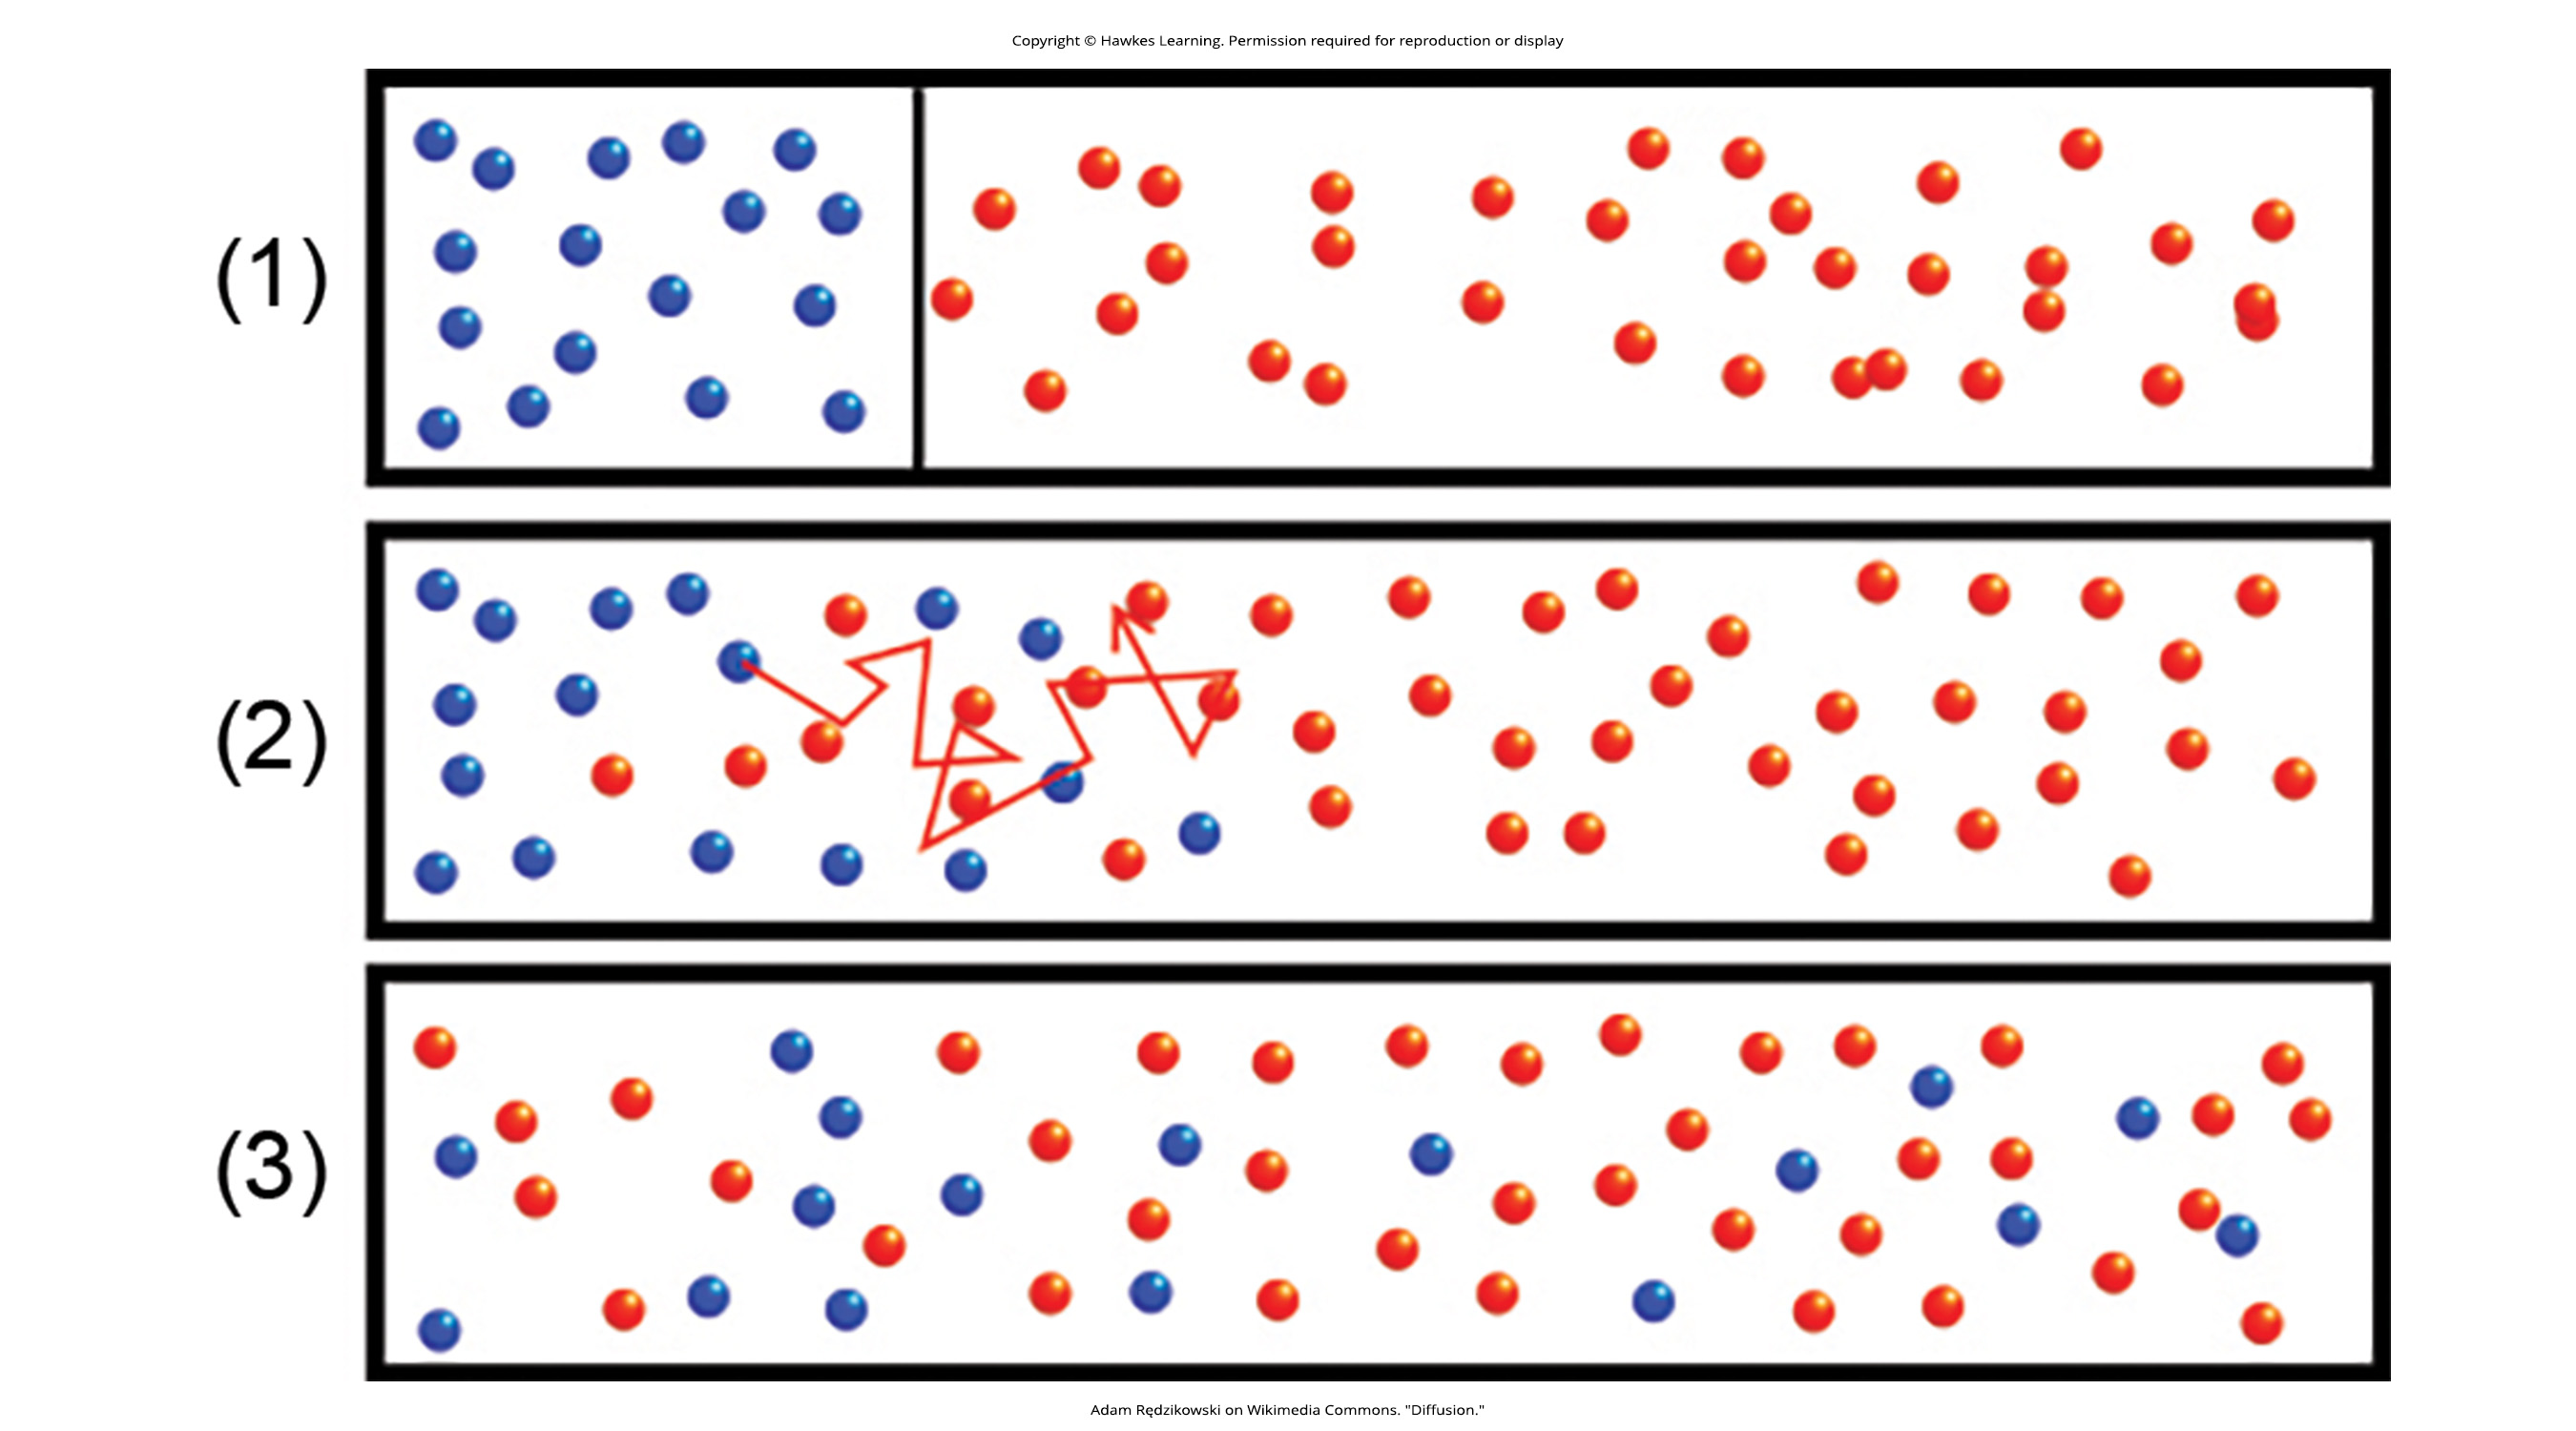 Copyright © Hawkes Learning. Permission required for reproduction or display
(1)
(2)
(3)
Adam Rędzikowski on Wikimedia Commons. "Diffusion."